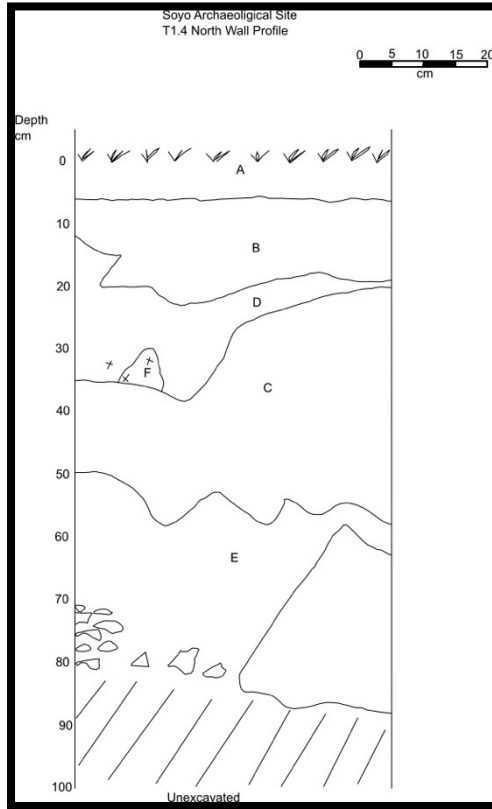 Soyo Archaeoligical Site
T1.4 North Wall Profile
0 5 10 15 20
cm
Depth
cm
0
A
10
B
20
D
30
F
C
40
50
60
E
70
80
90
100
Unexcavated